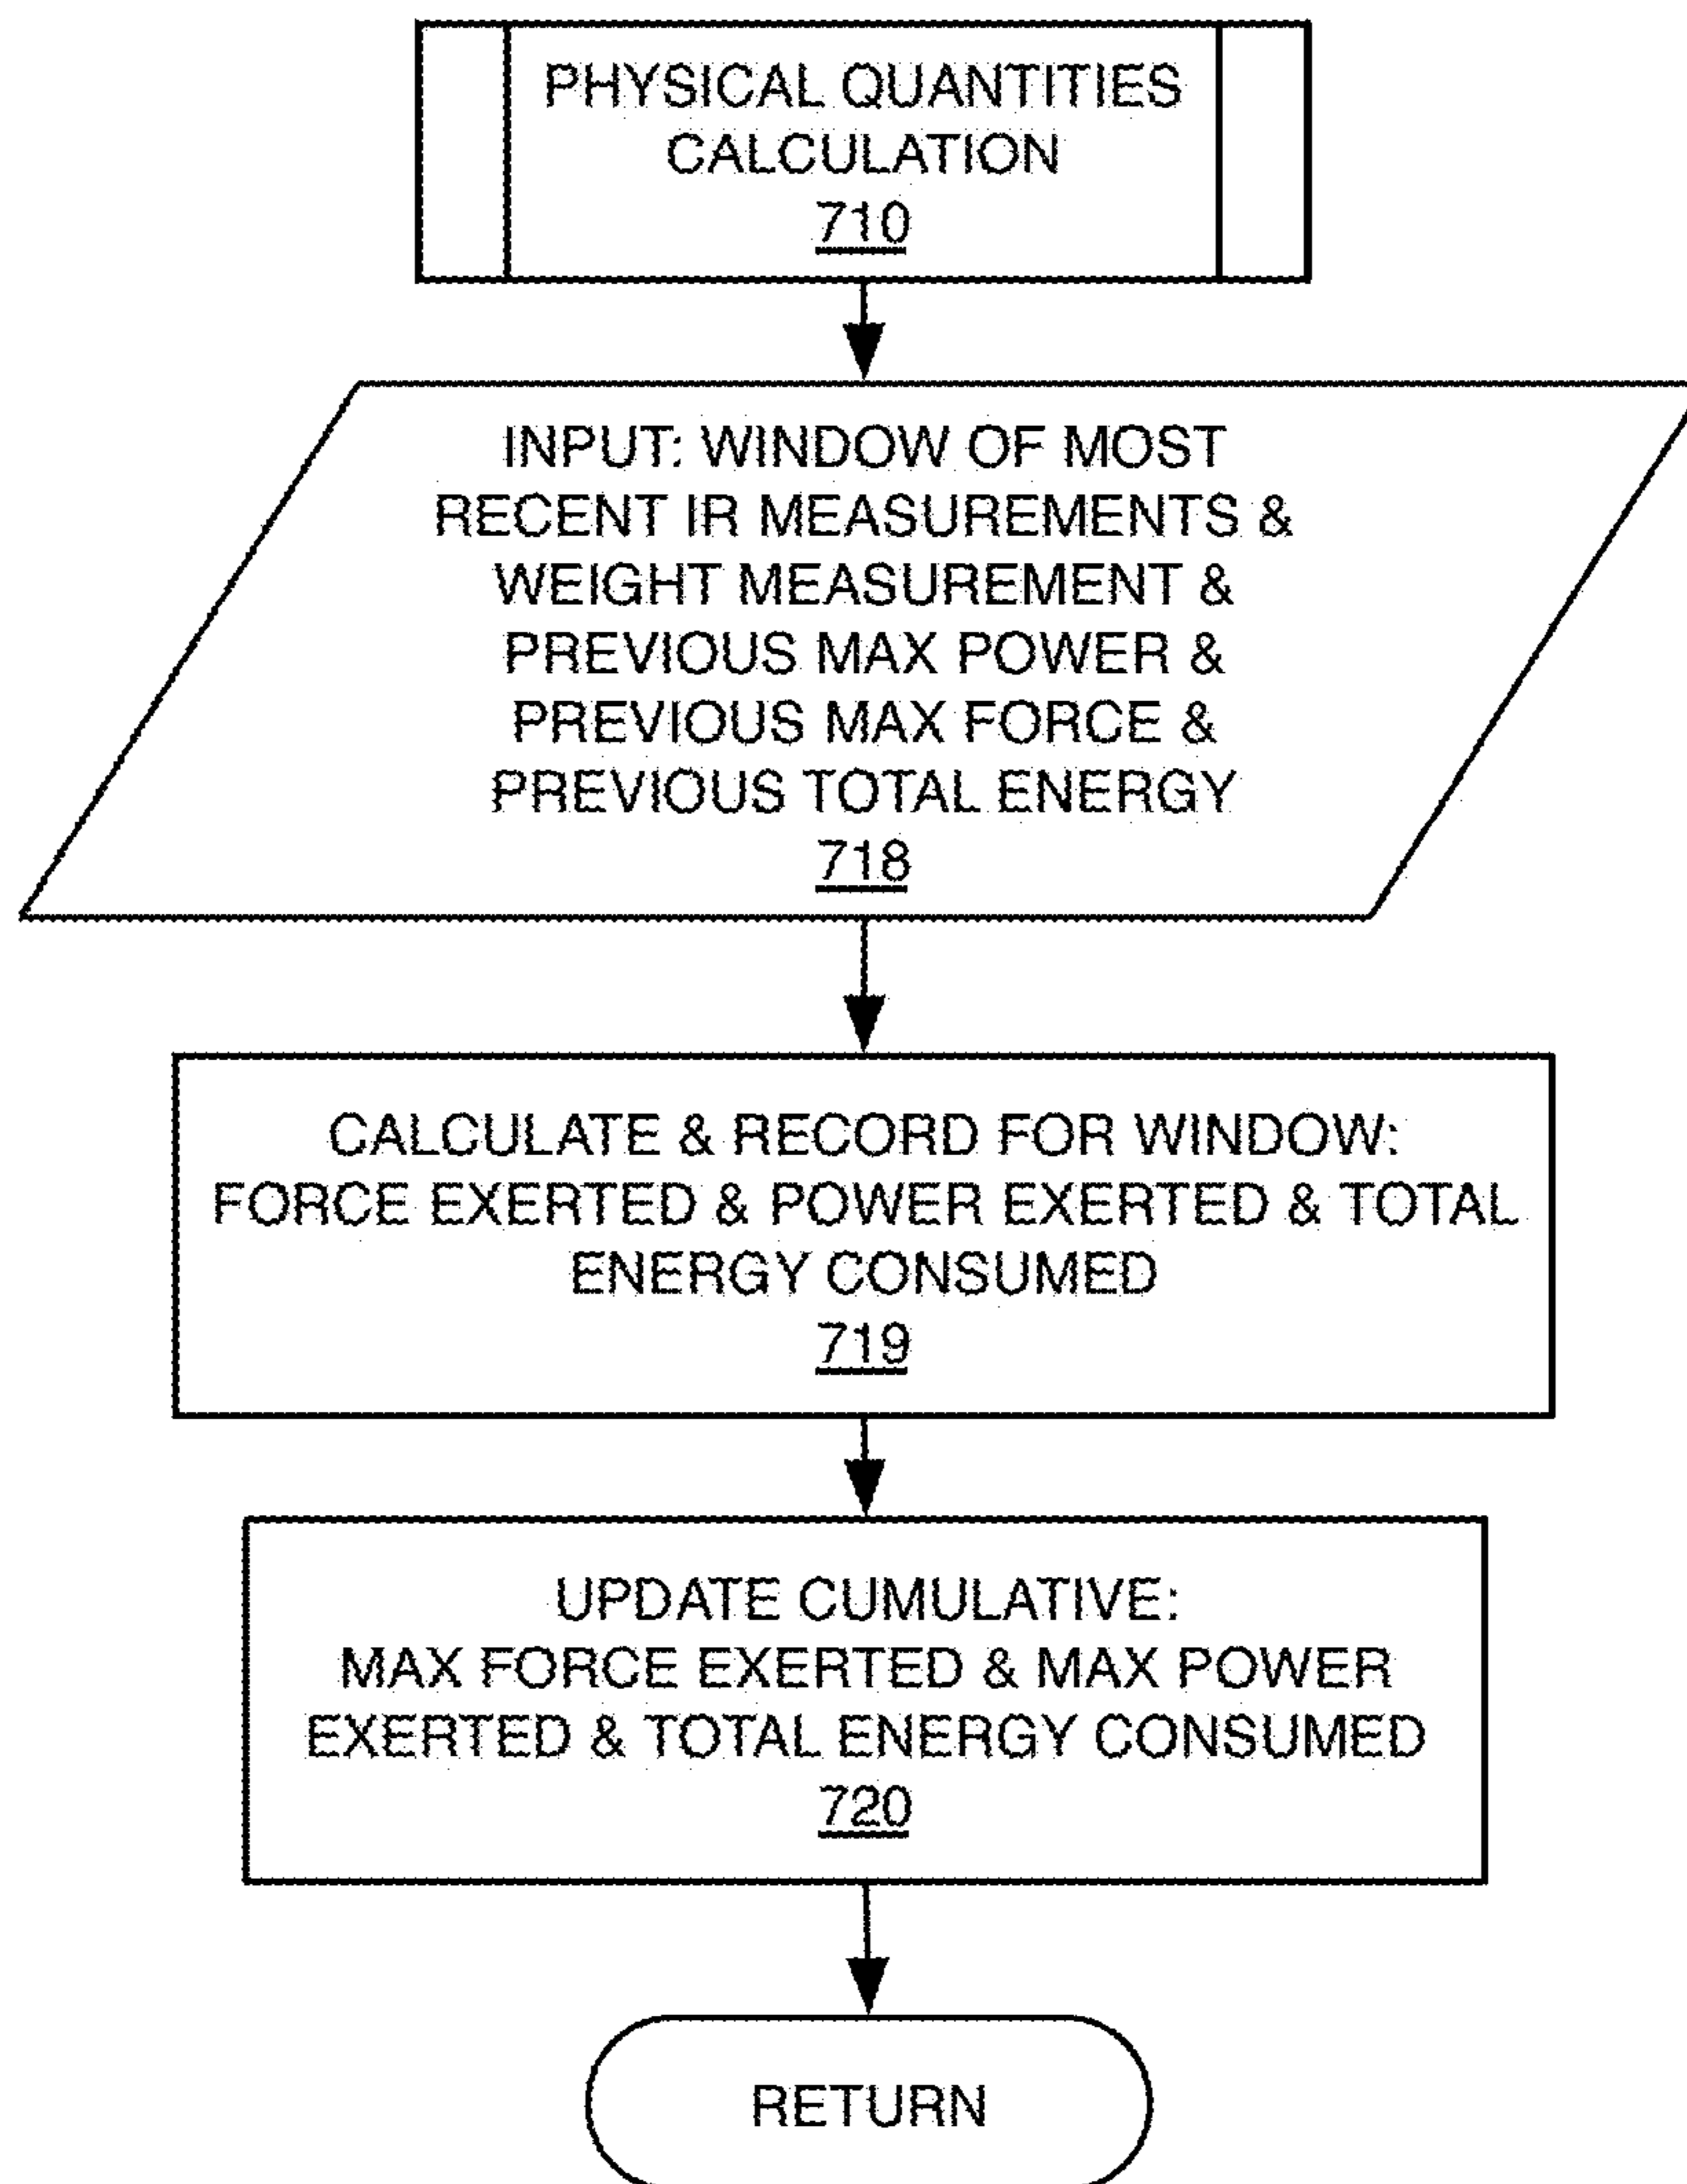 PHYSICAL QUANTITIES
CALCULATION
710
INPUT: WINDOW OF MOST
RECENT IR MEASUREMENTS &
WEIGHT MEASUREMENT &
PREVIOUS MAX POWER &
PREVIOUS MAX FORCE &
PREVIOUS TOTAL ENERGY
718
CALCULATE & RECORD FOR WINDOW:
FORCE EXERTED & POWER EXERTED & TOTAL
ENERGY CONSUMED
719
UPDATE CUMULATIVE:
MAX FORCE EXERTED & MAX POWER
EXERTED & TOTAL ENERGY CONSUMED
720
RETURN